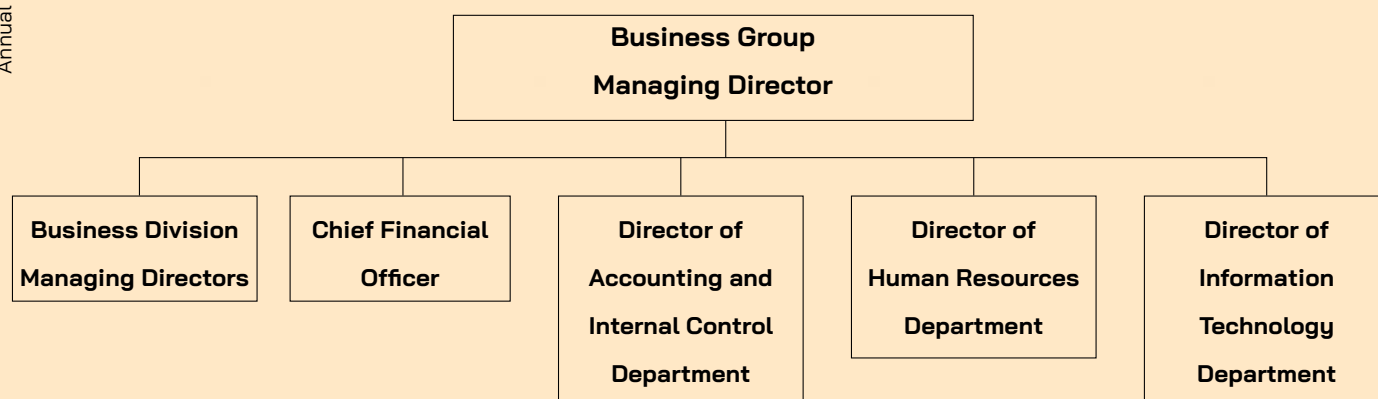 Annual
Business Group
Managing Director
Business Division
Managing Directors
Chief Financial
Officer
Director of
Accounting and
Internal Control
Department
Director of
Human Resources
Department
Director of
Information
Technology
Department